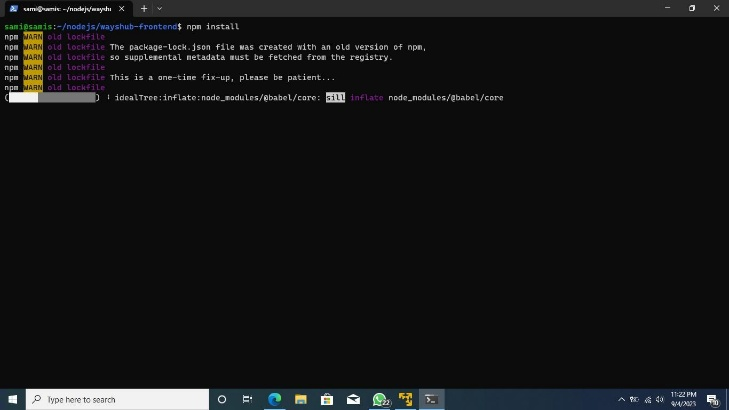 sami@samis: ~/nodejs/wayshub
sami@samis:~/nodejs/wayshub-frontend$ npm install
npm WARN old lockfile
npm WARN old lockfile The package-lock.json file was created with an old version of npm,
npm WARN old lockfile so supplemental metadata must be fetched from the registry.
npm WARN old lockfile
npm WARN old lockfile This is a one-time fix-up, please be patient...
npm WARN old lockfile
idealTree:inflate:node_modules/@babel/core: sill inflate node_modules/@babel/core
Type here to search
22
11:22 PM
9/4/2023